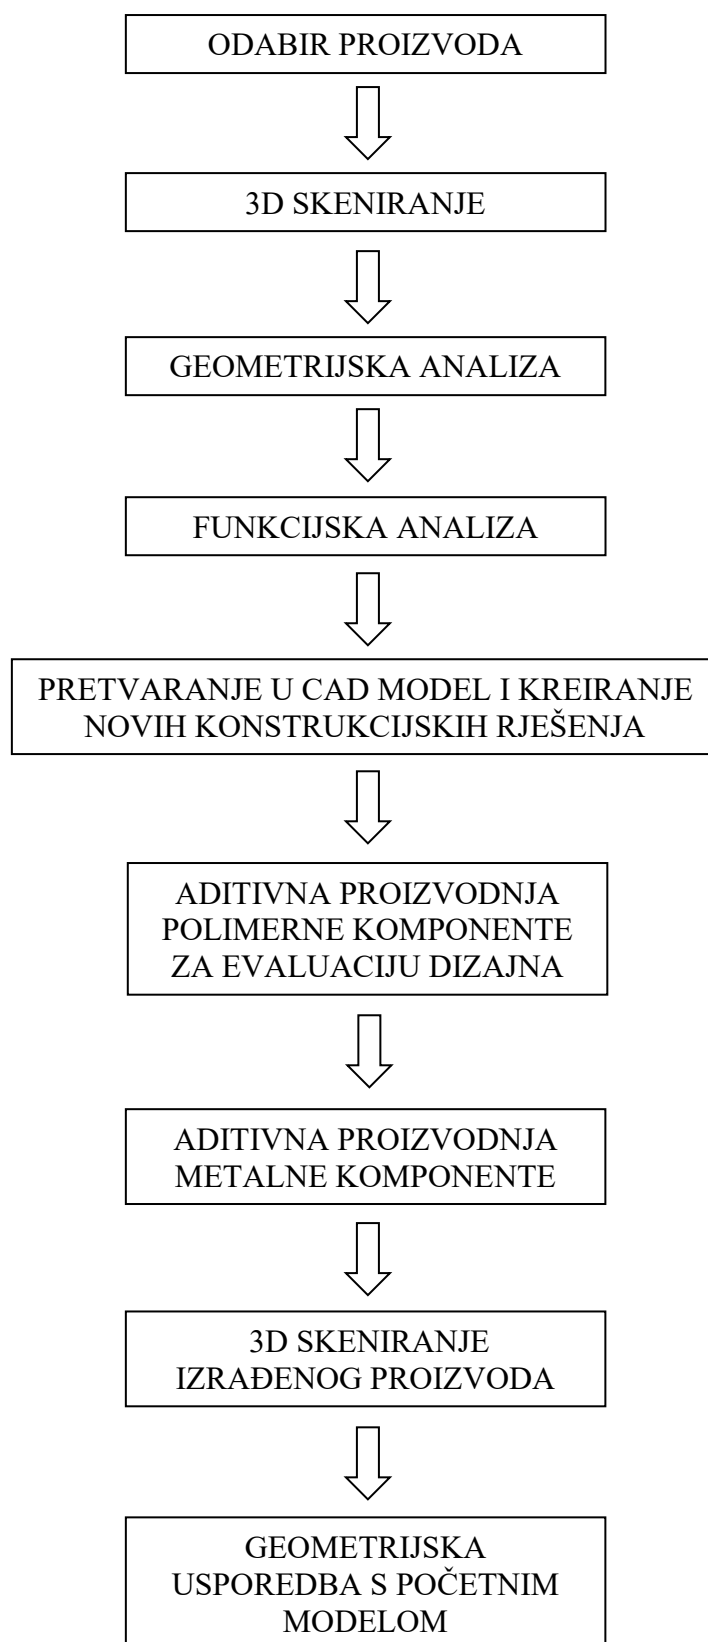 ODABIR PROIZVODA
3D SKENIRANJE
GEOMETRIJSKA ANALIZA
FUNKCIJSKA ANALIZA
PRETVARANJE U CAD MODEL I KREIRANJE
NOVIH KONSTRUKCIJSKIH RJEŠENJA
ADITIVNA PROIZVODNJA
POLIMERNE KOMPONENTE
ZA EVALUACIJU DIZAJNA
ADITIVNA PROIZVODNJA
METALNE KOMPONENTE
3D SKENIRANJE
IZRAĐENOG PROIZVODA
GEOMETRIJSKA
USPOREDBA S POČETNIM
MODELOM